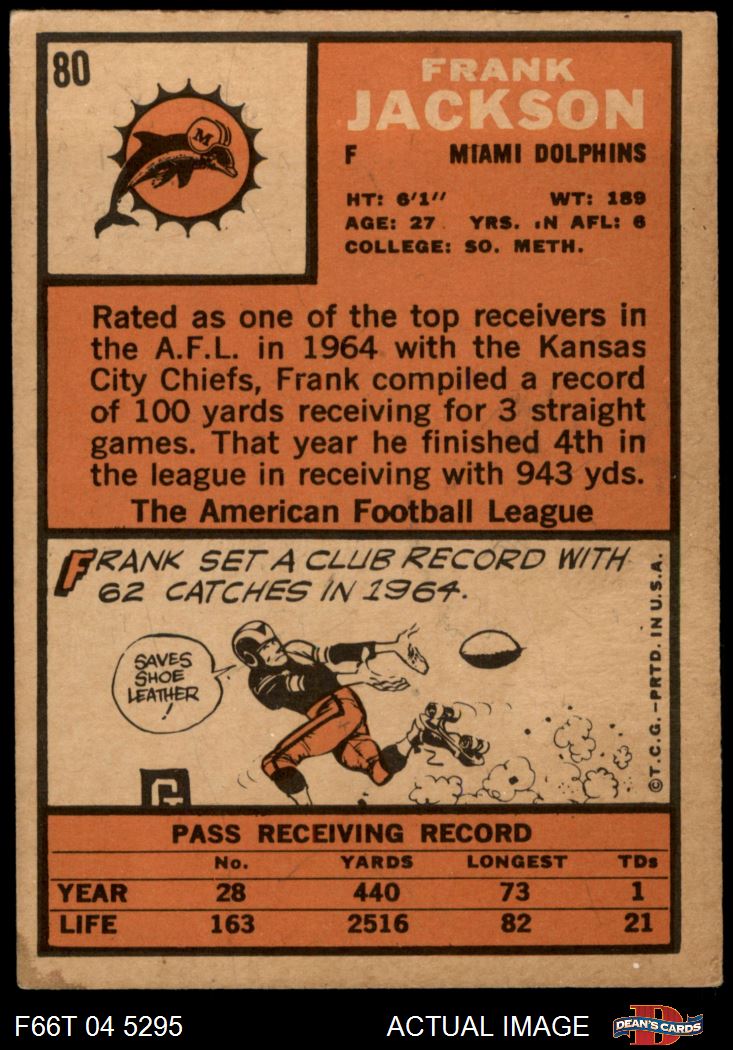 80
M
FRANK
JACKSON
F MIAMI DOLPHINS
HT: 6'1" WT: 189
AGE: 27 YRS. IN AFL: 6
COLLEGE: SO. METH.
Rated as one of the top receivers in
the A.F.L. in 1964 with the Kansas
City Chiefs, Frank compiled a record
of 100 yards receiving for 3 straight
games. That year he finished 4th in
the league in receiving with 943 yds.
The American Football League
FRANK SET A CLUB RECORD WITH
62 CATCHES IN 1964.
SAVES
SHOE
LEATHER
!
G
©T.C.G.–PRTD. IN U.S.A.
PASS RECEIVING RECORD
No. YARDS LONGEST TDs
YEAR 28 440 73 1
LIFE 163 2516 82 21
F66T 04 5295 ACTUAL IMAGE
D
DEAN'S CARDS